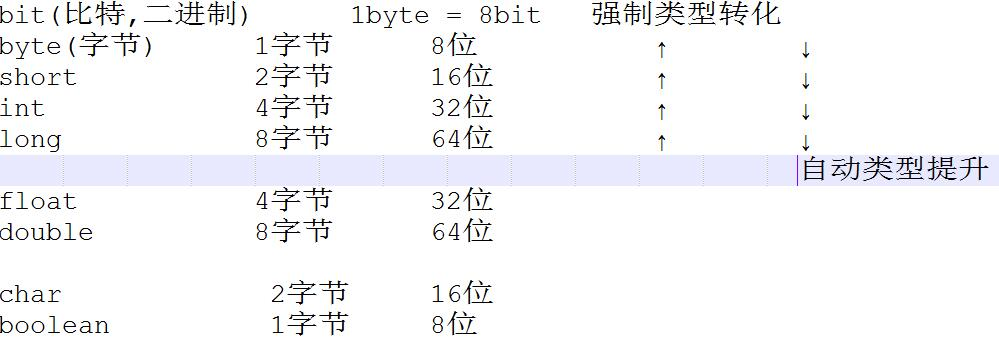 bit(比特,二进制) 1byte = 8bit 强制类型转化
byte(字节) 1字节 8位 ↑ ↓
short 2字节 16位 ↑ ↓
int 4字节 32位 ↑ ↓
long 8字节 64位 ↑ ↓
自动类型提升
float 4字节 32位
double 8字节 64位
char 2字节 16位
boolean 1字节 8位